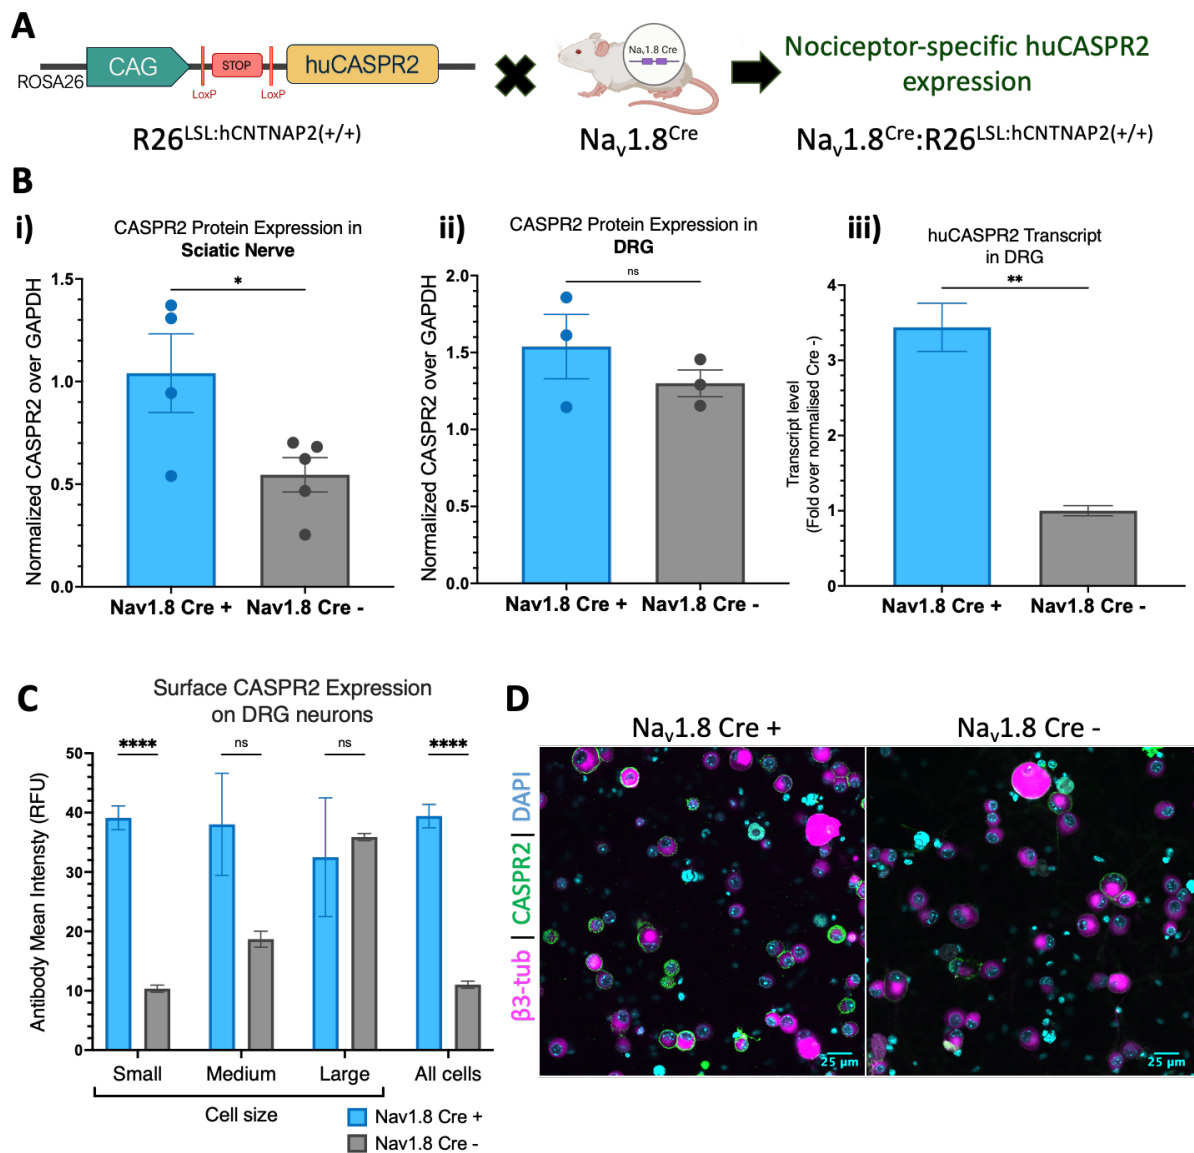 A
ROSA26
CAG
LoxP
STOP
LoxP
huCASPR2
R26LSL:hCNTNAP2(+/+)
Nav1.8 Cre
Nav1.8Cre
Nociceptor-specific huCASPR2
expression
Nav1.8Cre:R26LSL:hCNTNAP2(+/+)
B
i)
CASPR2 Protein Expression in
Sciatic Nerve
Normalized CASPR2 over GAPDH
1.5
1.0
0.5
0.0
*
Nav1.8 Cre +
Nav1.8 Cre -
ii)
CASPR2 Protein Expression in
DRG
Normalized CASPR2 over GAPDH
2.0
1.5
1.0
0.5
0.0
ns
Nav1.8 Cre +
Nav1.8 Cre -
iii)
huCASPR2 Transcript
in DRG
Transcript level
(Fold over normalised Cre -)
4
3
2
1
0
**
Nav1.8 Cre +
Nav1.8 Cre -
C
Surface CASPR2 Expression
on DRG neurons
Antibody Mean Intensity (RFU)
50
40
30
20
10
0
****
ns
ns
****
Small
Medium
Large
All cells
Cell size
Nav1.8 Cre +
Nav1.8 Cre -
D
Nav1.8 Cre +
Nav1.8 Cre -
β3-tub | CASPR2 | DAPI
25 µm
25 µm